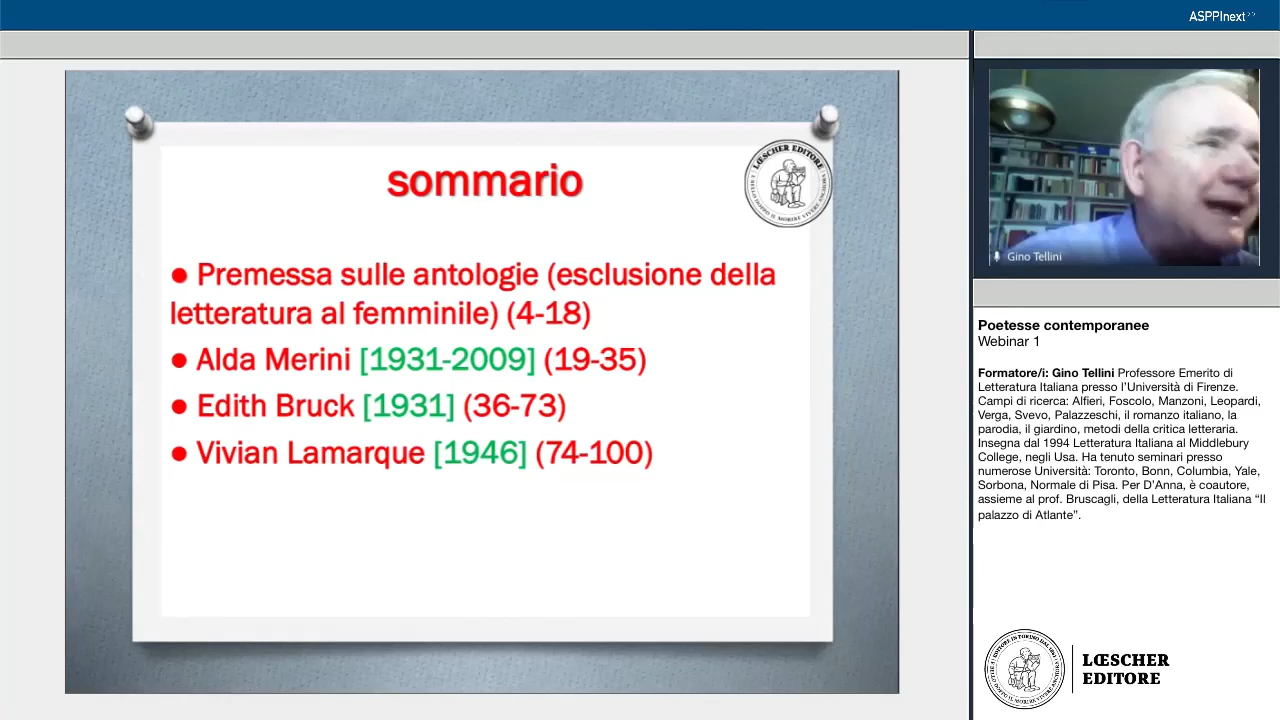 ASPPInext>>
sommario
LŒSCHER EDITORE
● Premessa sulle antologie (esclusione della
letteratura al femminile) (4-18)
● Alda Merini [1931-2009] (19-35)
● Edith Bruck [1931] (36-73)
● Vivian Lamarque [1946] (74-100)
Gino Tellini
Poetesse contemporanee
Webinar 1
Formatore/i: Gino Tellini Professore Emerito di
Letteratura Italiana presso l’Università di Firenze.
Campi di ricerca: Alfieri, Foscolo, Manzoni, Leopardi,
Verga, Svevo, Palazzeschi, il romanzo italiano, la
parodia, il giardino, metodi della critica letteraria.
Insegna dal 1994 Letteratura Italiana al Middlebury
College, negli Usa. Ha tenuto seminari presso
numerose Università: Toronto, Bonn, Columbia, Yale,
Sorbona, Normale di Pisa. Per D’Anna, è coautore,
assieme al prof. Bruscagli, della Letteratura Italiana “Il
palazzo di Atlante”.
LŒSCHER
EDITORE